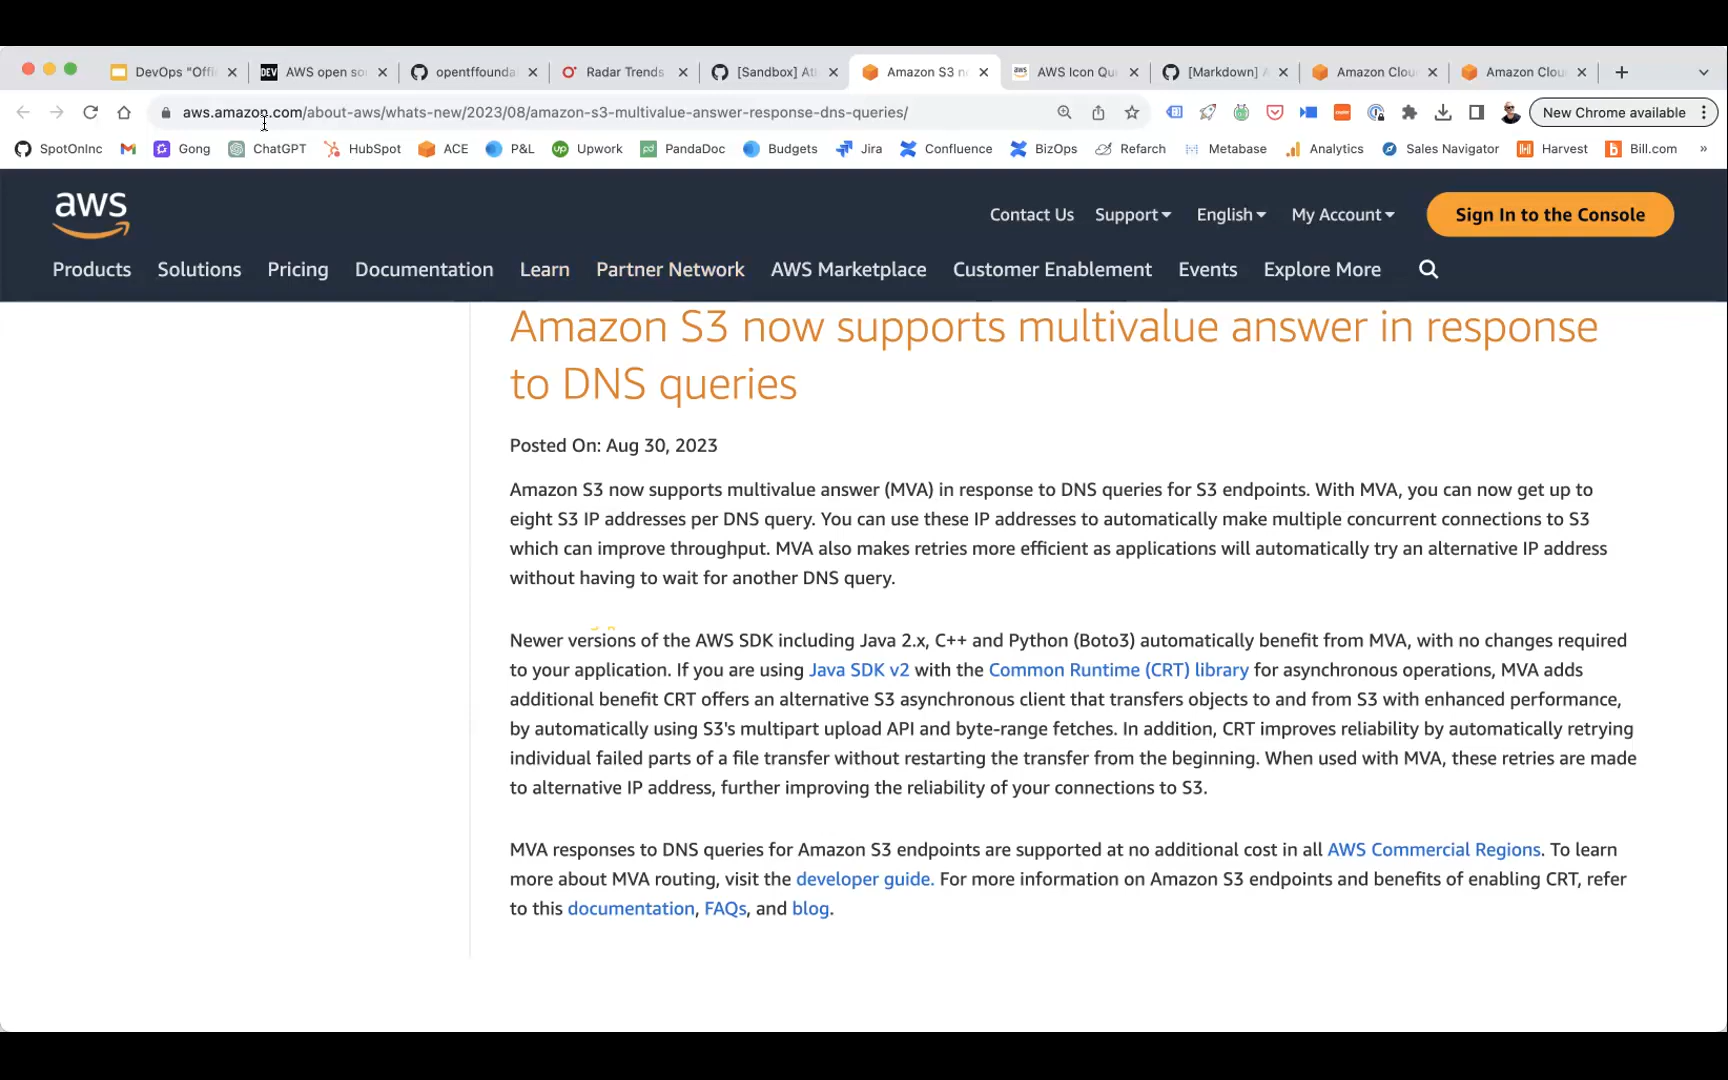 DevOps "Offi
AWS open so
opentffounda
Radar Trends
[Sandbox] At
Amazon S3 n
AWS Icon Qu
[Markdown]
Amazon Clou
Amazon Clou
aws.amazon.com/about-aws/whats-new/2023/08/amazon-s3-multivalue-answer-response-dns-queries/
New Chrome available
SpotOnInc
Gong
ChatGPT
HubSpot
ACE
P&L
Upwork
PandaDoc
Budgets
Jira
Confluence
BizOps
Refarch
Metabase
Analytics
Sales Navigator
Harvest
Bill.com
»
aws
Contact Us Support English My Account Sign In to the Console
Products Solutions Pricing Documentation Learn Partner Network AWS Marketplace Customer Enablement Events Explore More
Amazon S3 now supports multivalue answer in response
to DNS queries
Posted On: Aug 30, 2023
Amazon S3 now supports multivalue answer (MVA) in response to DNS queries for S3 endpoints. With MVA, you can now get up to
eight S3 IP addresses per DNS query. You can use these IP addresses to automatically make multiple concurrent connections to S3
which can improve throughput. MVA also makes retries more efficient as applications will automatically try an alternative IP address
without having to wait for another DNS query.
Newer versions of the AWS SDK including Java 2.x, C++ and Python (Boto3) automatically benefit from MVA, with no changes required
to your application. If you are using Java SDK v2 with the Common Runtime (CRT) library for asynchronous operations, MVA adds
additional benefit CRT offers an alternative S3 asynchronous client that transfers objects to and from S3 with enhanced performance,
by automatically using S3's multipart upload API and byte-range fetches. In addition, CRT improves reliability by automatically retrying
individual failed parts of a file transfer without restarting the transfer from the beginning. When used with MVA, these retries are made
to alternative IP address, further improving the reliability of your connections to S3.
MVA responses to DNS queries for Amazon S3 endpoints are supported at no additional cost in all AWS Commercial Regions. To learn
more about MVA routing, visit the developer guide. For more information on Amazon S3 endpoints and benefits of enabling CRT, refer
to this documentation, FAQs, and blog.